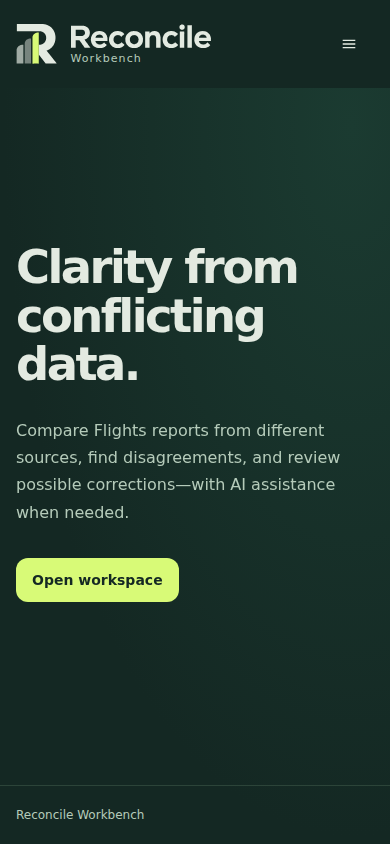 Reconcile
Workbench
Clarity from
conflicting
data.
Compare Flights reports from different
sources, find disagreements, and review
possible corrections—with AI assistance
when needed.
Open workspace
Reconcile Workbench